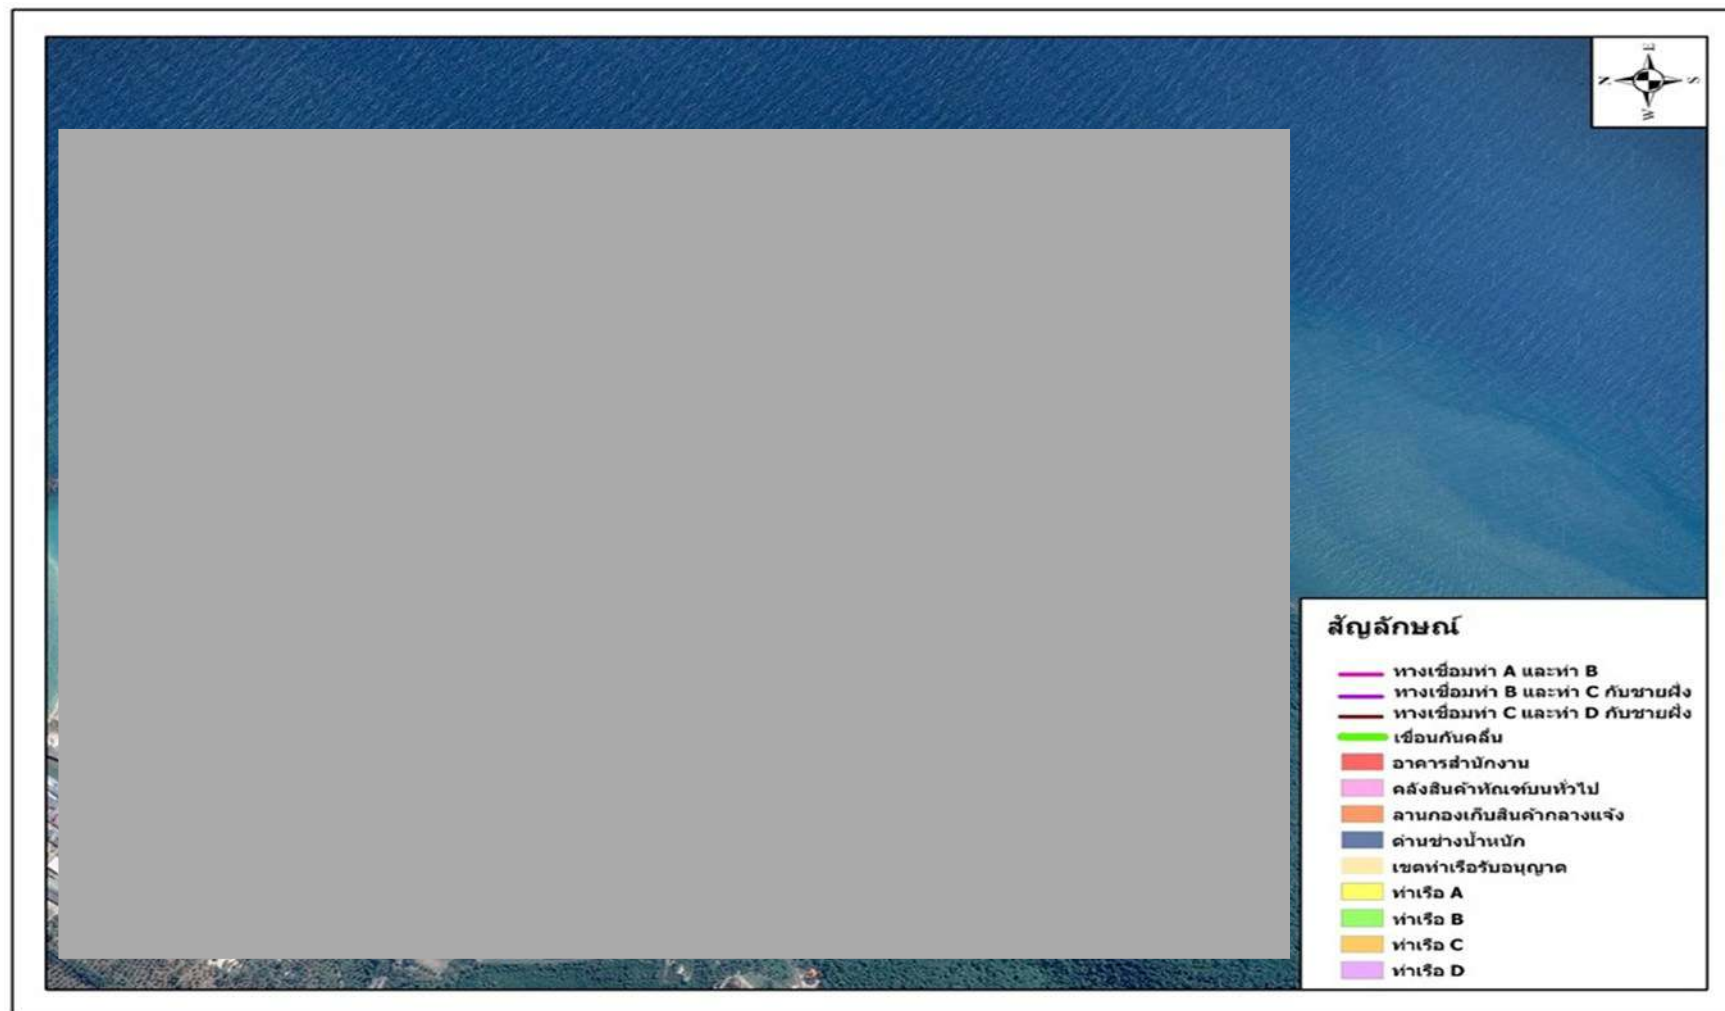 E
N S
W
สัญลักษณ์
ทางเชื่อมท่า A และท่า B
ทางเชื่อมท่า B และท่า C กับชายฝั่ง
ทางเชื่อมท่า C และท่า D กับชายฝั่ง
เขื่อนกันคลื่น
อาคารสำนักงาน
คลังสินค้าทัณฑ์บนทั่วไป
ลานกองเก็บสินค้ากลางแจ้ง
ด่านช่างน้ำหนัก
เขตท่าเรือรับอนุญาต
ท่าเรือ A
ท่าเรือ B
ท่าเรือ C
ท่าเรือ D